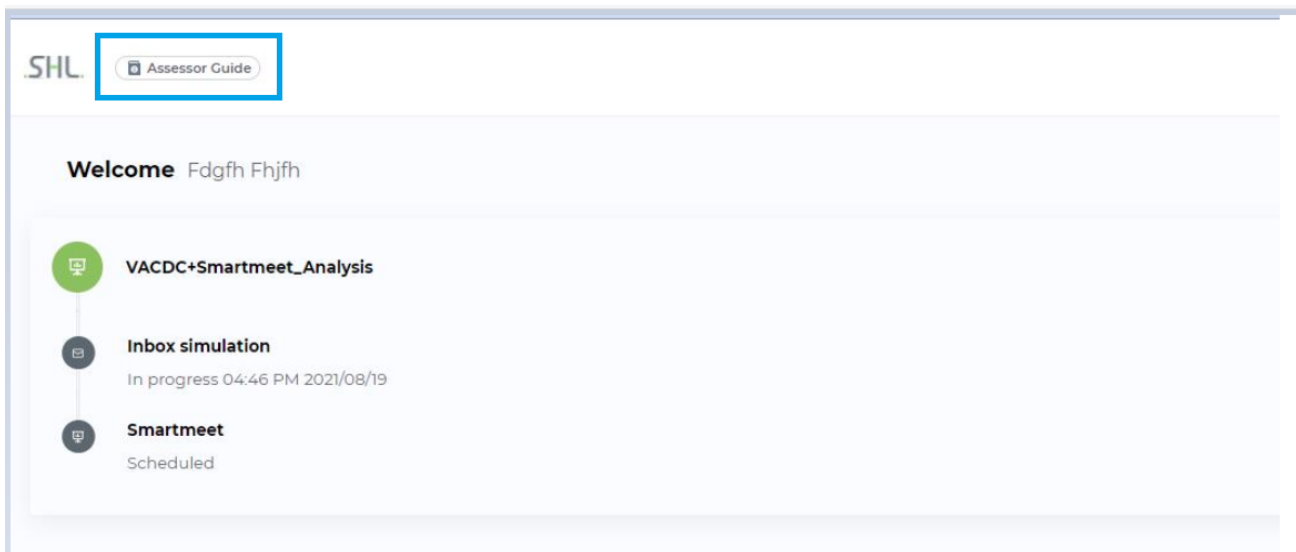 .SHL.
Assessor Guide
Welcome Fdgfh Fhjfh
VACDC+Smartmeet_Analysis
Inbox simulation
In progress 04:46 PM 2021/08/19
Smartmeet
Scheduled